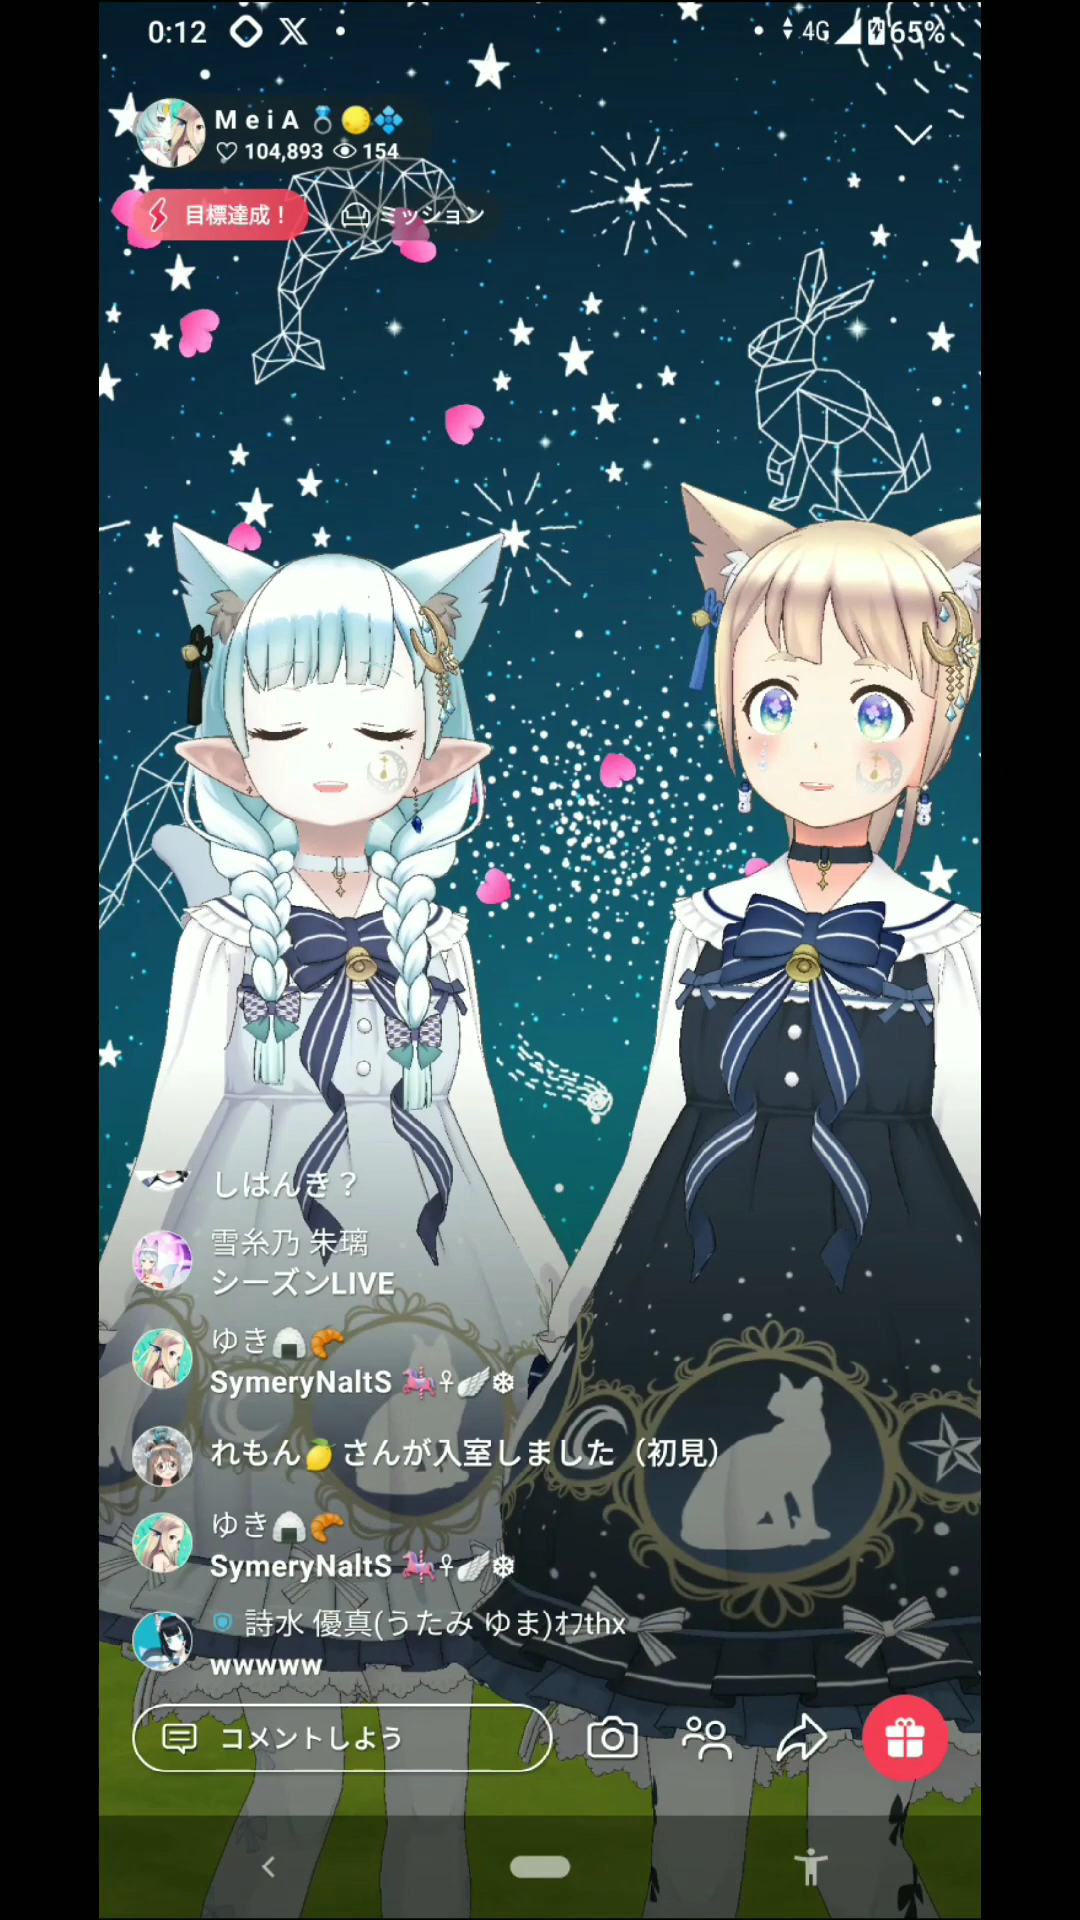 0:12
4G
65%
MeiA💍🌕💠
104,893 154
目標達成！
ミッション
しはんき？
雪糸乃 朱璃
シーズンLIVE
ゆき🍙🥐
SymeryNaltS 🎠♀🪽❄
れもん🍋さんが入室しました（初見）
ゆき🍙🥐
SymeryNaltS 🎠♀🪽❄
詩水 優真(うたみ ゆま)ｵﾌthx
wwwww
コメントしよう